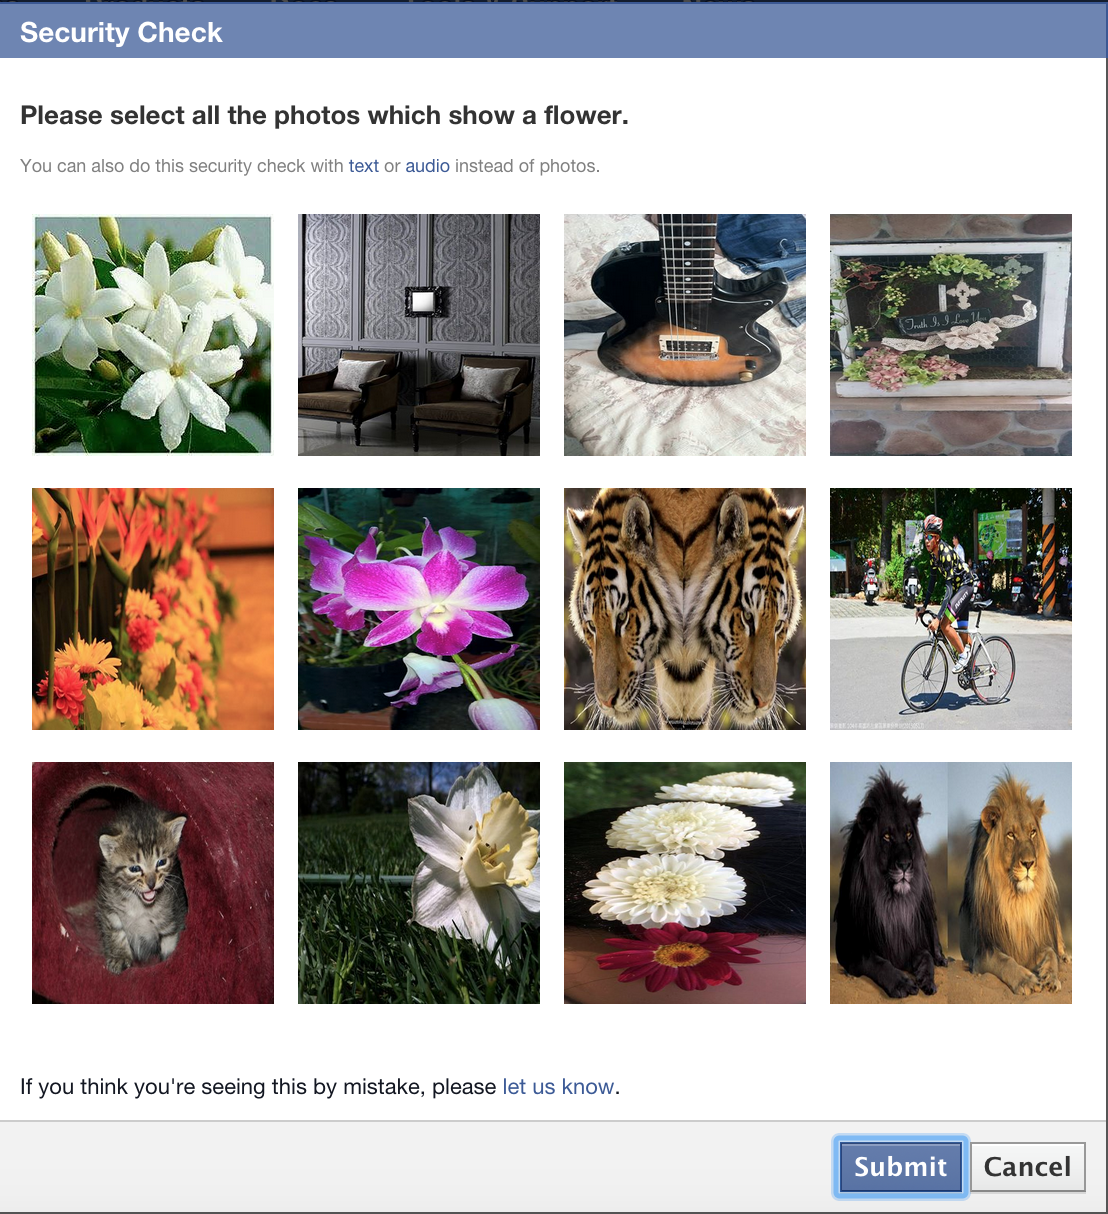 Security Check
Please select all the photos which show a flower.
You can also do this security check with text or audio instead of photos.
Truth Is I Love You
If you think you're seeing this by mistake, please let us know.
Submit
Cancel